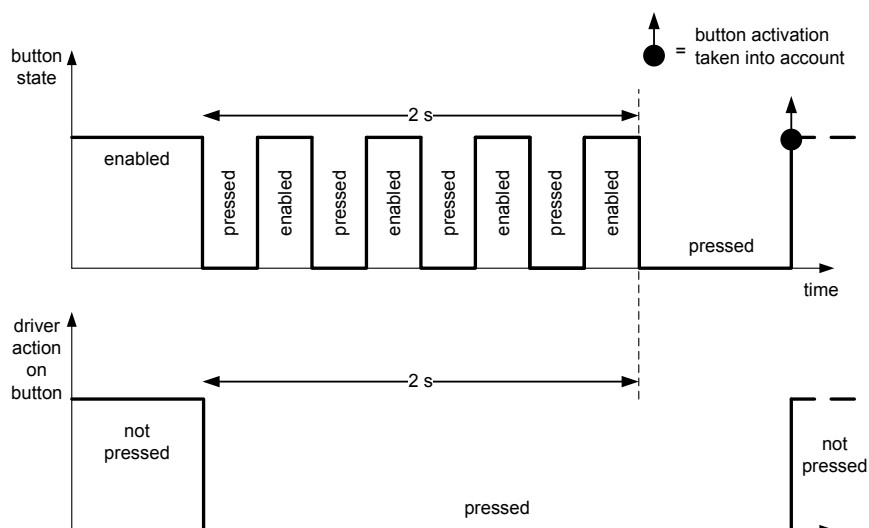 button activation
= taken into account
button
state
2 s
enabled
pressed
enabled
pressed
enabled
pressed
enabled
pressed
enabled
pressed
time
driver
action
on
button
2 s
not
pressed
not
pressed
pressed